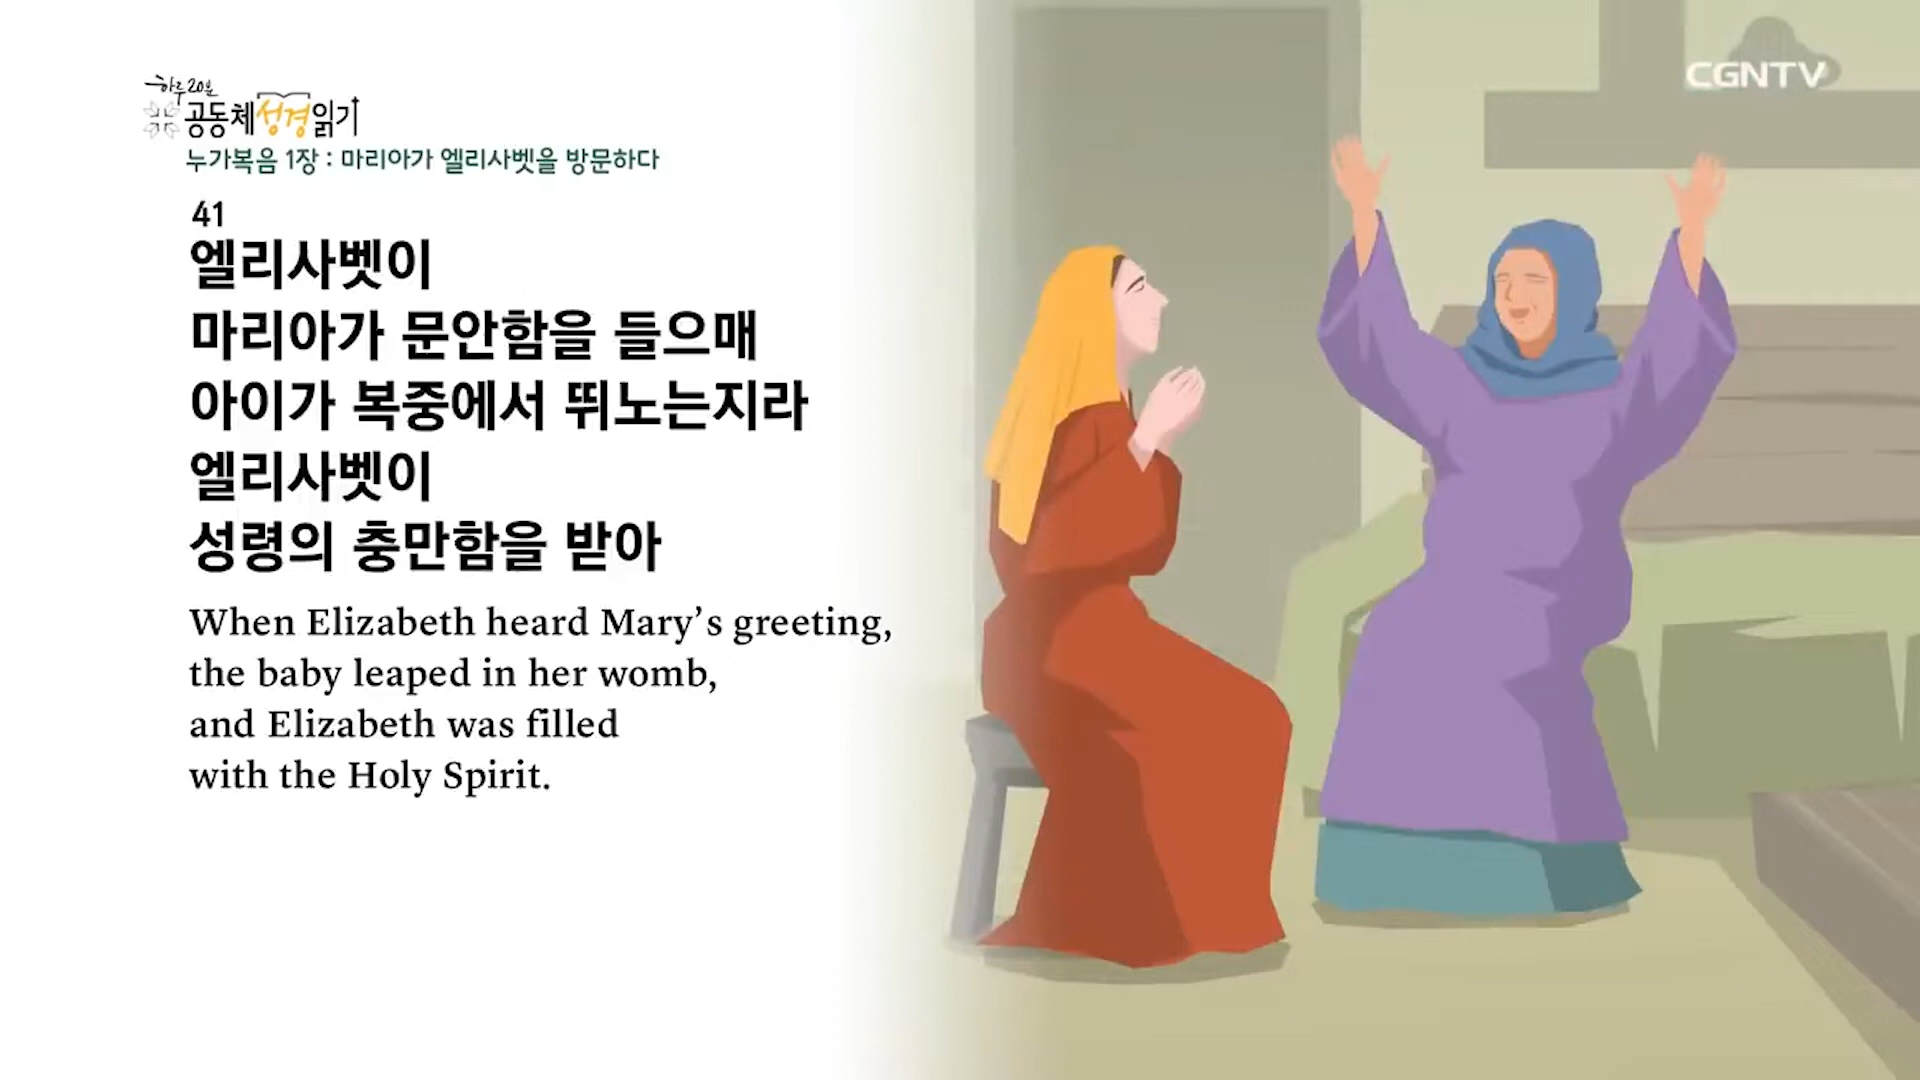 하루 20분
공동체성경읽기
CGNTV
누가복음 1장 : 마리아가 엘리사벳을 방문하다
41
엘리사벳이
마리아가 문안함을 들으매
아이가 복중에서 뛰노는지라
엘리사벳이
성령의 충만함을 받아
When Elizabeth heard Mary’s greeting,
the baby leaped in her womb,
and Elizabeth was filled
with the Holy Spirit.